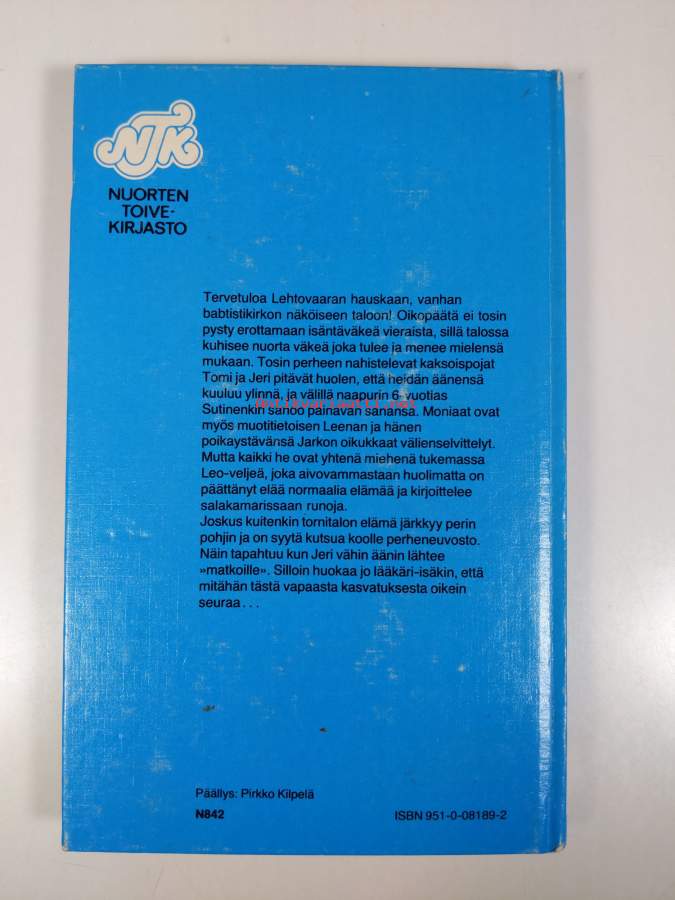 NTK
NUORTEN
TOIVE-
KIRJASTO
Tervetuloa Lehtovaaran hauskaan, vanhan
babtistikirkon näköiseen taloon! Oikopäätä ei tosin
pysty erottamaan isäntäväkeä vieraista, sillä talossa
kuhisee nuorta väkeä joka tulee ja menee mielensä
mukaan. Tosin perheen nahistelevat kaksoispojat
Tomi ja Jeri pitävät huolen, että heidän äänensä
kuuluu ylinnä, ja välillä naapurin 6-vuotias
Sutinenkin sanoo painavan sanansa. Moniaat ovat
myös muotitietoisen Leenan ja hänen
poikaystävänsä Jarkon oikukkaat välienselvittelyt.
Mutta kaikki he ovat yhtenä miehenä tukemassa
Leo-veljeä, joka aivovammastaan huolimatta on
päättänyt elää normaalia elämää ja kirjoittelee
salakamarissaan runoja.
Joskus kuitenkin tornitalon elämä järkkyy perin
pohjin ja on syytä kutsua koolle perheneuvosto.
Näin tapahtuu kun Jeri vähin äänin lähtee
»matkoille». Silloin huokaa jo lääkäri-isäkin, että
mitähän tästä vapaasta kasvatuksesta oikein
seuraa...
Päällys: Pirkko Kilpelä
N842 ISBN 951-0-08189-2